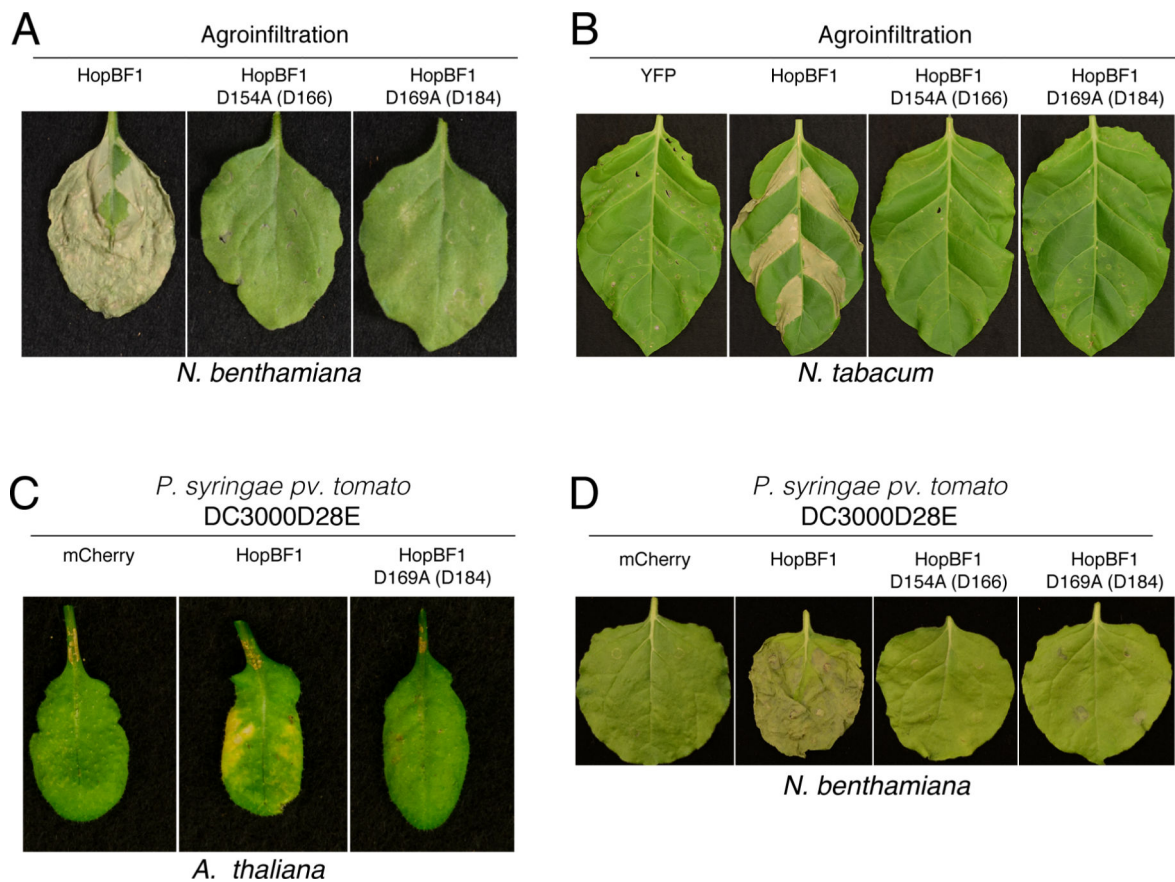 A
Agroinfiltration
HopBF1
HopBF1
D154A (D166)
HopBF1
D169A (D184)
N. benthamiana
B
Agroinfiltration
YFP
HopBF1
HopBF1
D154A (D166)
HopBF1
D169A (D184)
N. tabacum
C
P. syringae pv. tomato
DC3000D28E
mCherry
HopBF1
HopBF1
D169A (D184)
A. thaliana
D
P. syringae pv. tomato
DC3000D28E
mCherry
HopBF1
HopBF1
D154A (D166)
HopBF1
D169A (D184)
N. benthamiana